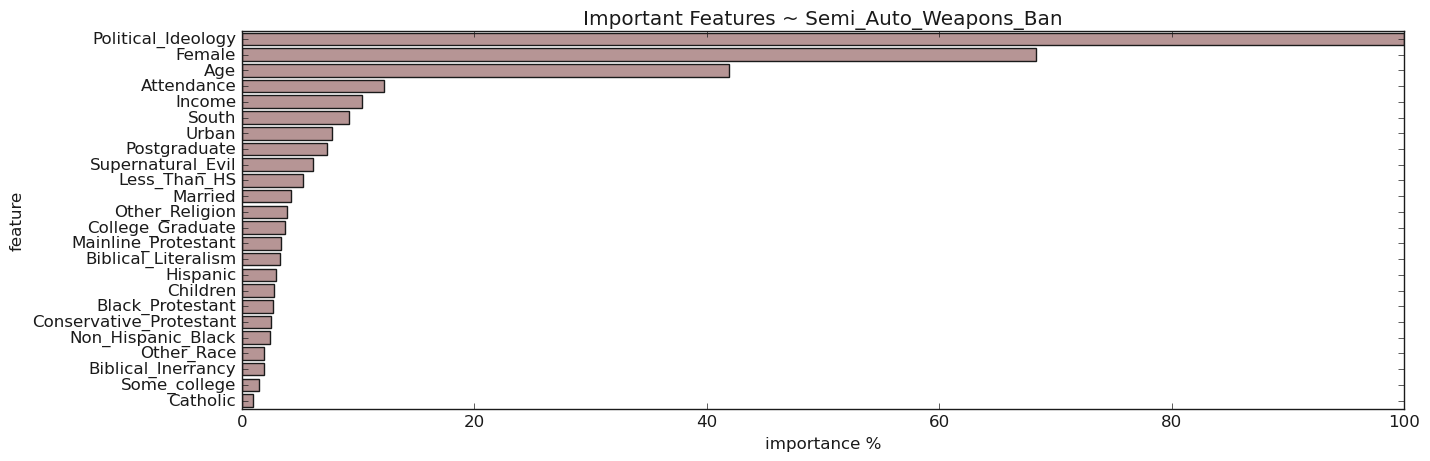 Important Features ~ Semi_Auto_Weapons_Ban
Political_Ideology
Female
Age
Attendance
Income
South
Urban
Postgraduate
Supernatural_Evil
Less_Than_HS
Married
Other_Religion
College_Graduate
Mainline_Protestant
Biblical_Literalism
Hispanic
Children
Black_Protestant
Conservative_Protestant
Non_Hispanic_Black
Other_Race
Biblical_Inerrancy
Some_college
Catholic
feature
0 20 40 60 80 100
importance %